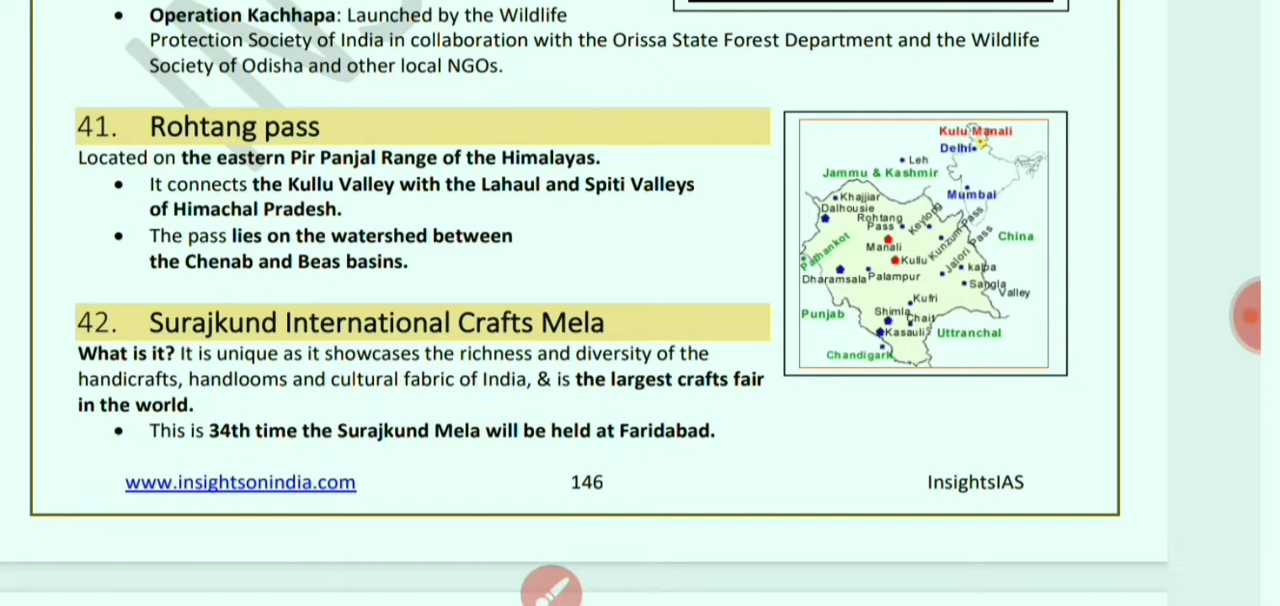 • Operation Kachhapa: Launched by the Wildlife
Protection Society of India in collaboration with the Orissa State Forest Department and the Wildlife
Society of Odisha and other local NGOs.
41. Rohtang pass
Located on the eastern Pir Panjal Range of the Himalayas.
• It connects the Kullu Valley with the Lahaul and Spiti Valleys
of Himachal Pradesh.
• The pass lies on the watershed between
the Chenab and Beas basins.
Kulu Manali
Delhi
Leh
Jammu & Kashmir
Mumbai
Khajjiar
Dalhousie
Rohtang
Pass
Keylong
Kunzum Pass
Jalori Pass
China
Pathankot
Manali
Kullu
kalpa
Dharamsala
Palampur
Sangla
Valley
Kufri
Punjab
Shimla
Chail
Kasauli
Uttranchal
Chandigarh
42. Surajkund International Crafts Mela
What is it? It is unique as it showcases the richness and diversity of the
handicrafts, handlooms and cultural fabric of India, & is the largest crafts fair
in the world.
• This is 34th time the Surajkund Mela will be held at Faridabad.
www.insightsonindia.com 146 InsightsIAS